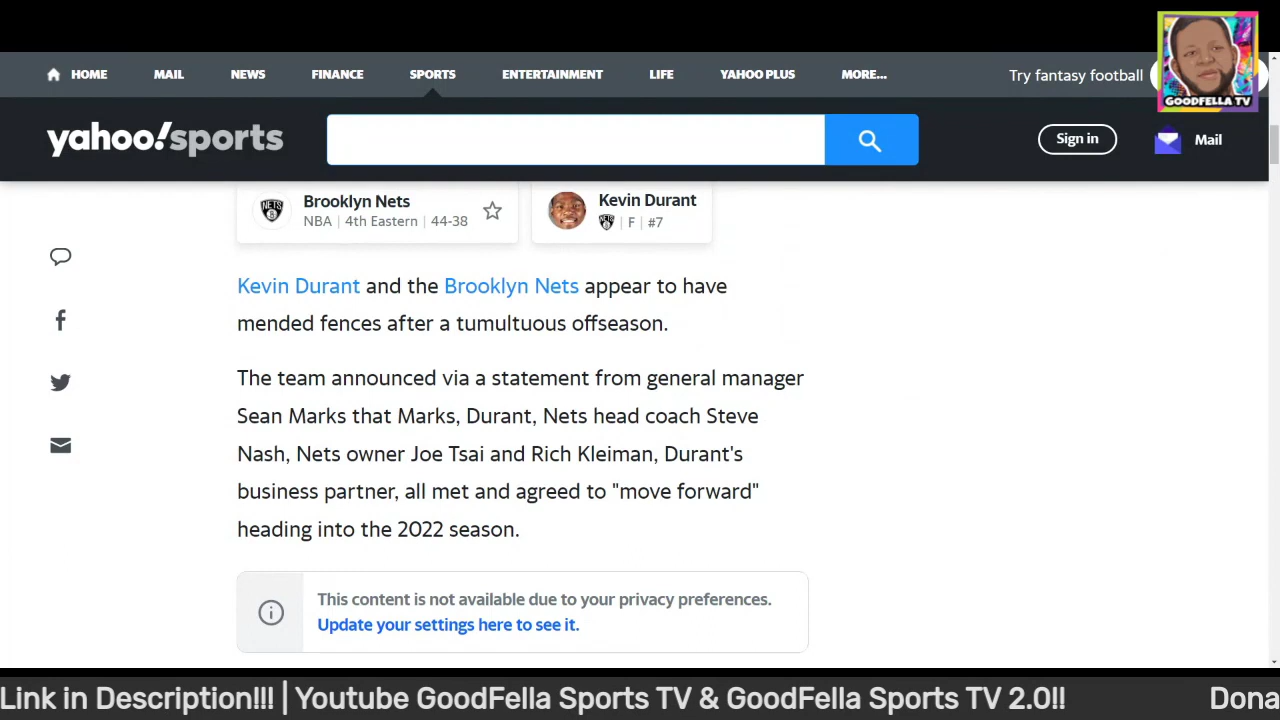 HOME MAIL NEWS FINANCE SPORTS ENTERTAINMENT LIFE YAHOO PLUS MORE... Try fantasy football
GOODFELLA TV
yahoo!sports Sign in Mail
Brooklyn Nets
NBA | 4th Eastern | 44-38
Kevin Durant
NETS B | F | #7
Kevin Durant and the Brooklyn Nets appear to have
mended fences after a tumultuous offseason.
The team announced via a statement from general manager
Sean Marks that Marks, Durant, Nets head coach Steve
Nash, Nets owner Joe Tsai and Rich Kleiman, Durant's
business partner, all met and agreed to "move forward"
heading into the 2022 season.
This content is not available due to your privacy preferences.
Update your settings here to see it.
Link in Description!!! | Youtube GoodFella Sports TV & GoodFella Sports TV 2.0!! Dona